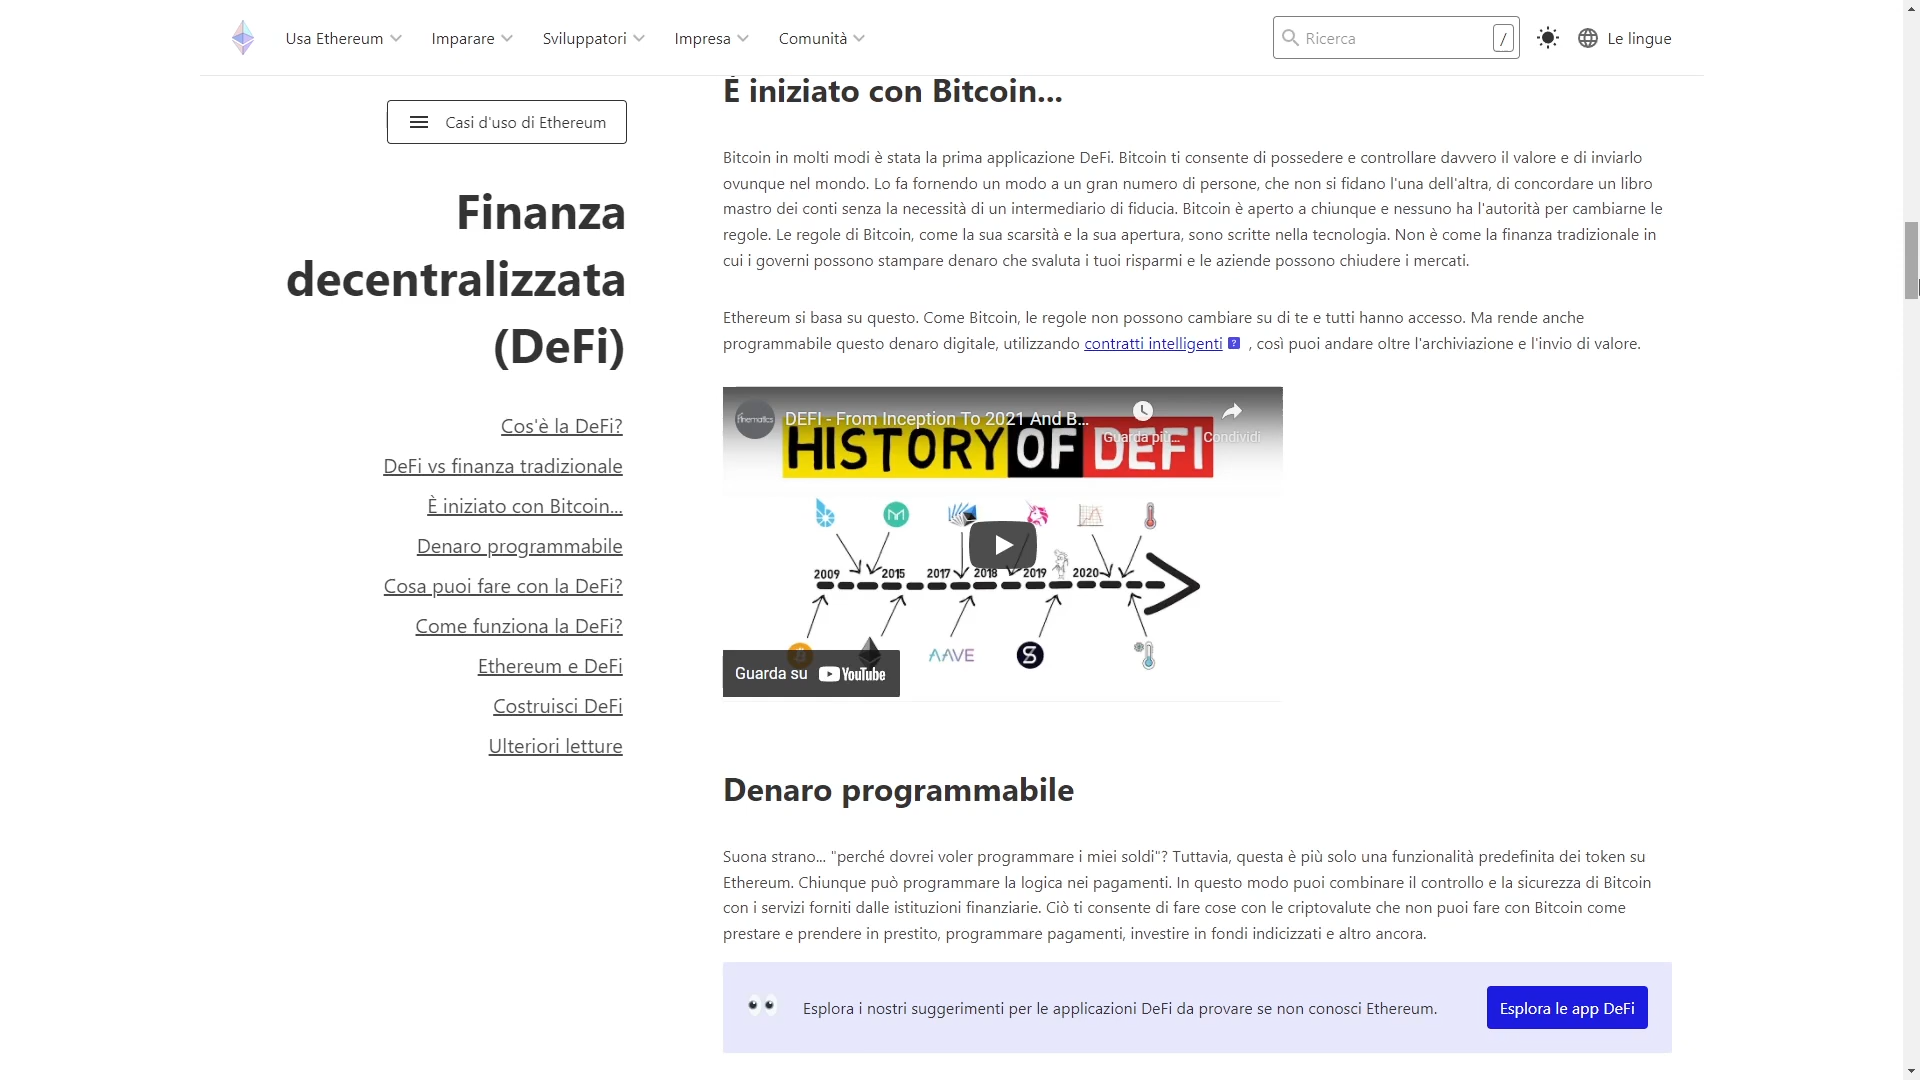 Usa Ethereum
Imparare
Sviluppatori
Impresa
Comunità
Ricerca
/
Le lingue
Casi d'uso di Ethereum
Finanza
decentralizzata
(DeFi)
Cos'è la DeFi?
DeFi vs finanza tradizionale
È iniziato con Bitcoin...
Denaro programmabile
Cosa puoi fare con la DeFi?
Come funziona la DeFi?
Ethereum e DeFi
Costruisci DeFi
Ulteriori letture
È iniziato con Bitcoin...
Bitcoin in molti modi è stata la prima applicazione DeFi. Bitcoin ti consente di possedere e controllare davvero il valore e di inviarlo
ovunque nel mondo. Lo fa fornendo un modo a un gran numero di persone, che non si fidano l'una dell'altra, di concordare un libro
mastro dei conti senza la necessità di un intermediario di fiducia. Bitcoin è aperto a chiunque e nessuno ha l'autorità per cambiarne le
regole. Le regole di Bitcoin, come la sua scarsità e la sua apertura, sono scritte nella tecnologia. Non è come la finanza tradizionale in
cui i governi possono stampare denaro che svaluta i tuoi risparmi e le aziende possono chiudere i mercati.
Ethereum si basa su questo. Come Bitcoin, le regole non possono cambiare su di te e tutti hanno accesso. Ma rende anche
programmabile questo denaro digitale, utilizzando contratti intelligenti ? , così puoi andare oltre l'archiviazione e l'invio di valore.
Finematics
DEFI - From Inception To 2021 And B...
Guarda più...
Condividi
HISTORY OF DEFI
2009 2015 2017 2018 2019 2020
AAVE
Guarda su YouTube
Denaro programmabile
Suona strano... "perché dovrei voler programmare i miei soldi"? Tuttavia, questa è più solo una funzionalità predefinita dei token su
Ethereum. Chiunque può programmare la logica nei pagamenti. In questo modo puoi combinare il controllo e la sicurezza di Bitcoin
con i servizi forniti dalle istituzioni finanziarie. Ciò ti consente di fare cose con le criptovalute che non puoi fare con Bitcoin come
prestare e prendere in prestito, programmare pagamenti, investire in fondi indicizzati e altro ancora.
Esplora i nostri suggerimenti per le applicazioni DeFi da provare se non conosci Ethereum.
Esplora le app DeFi